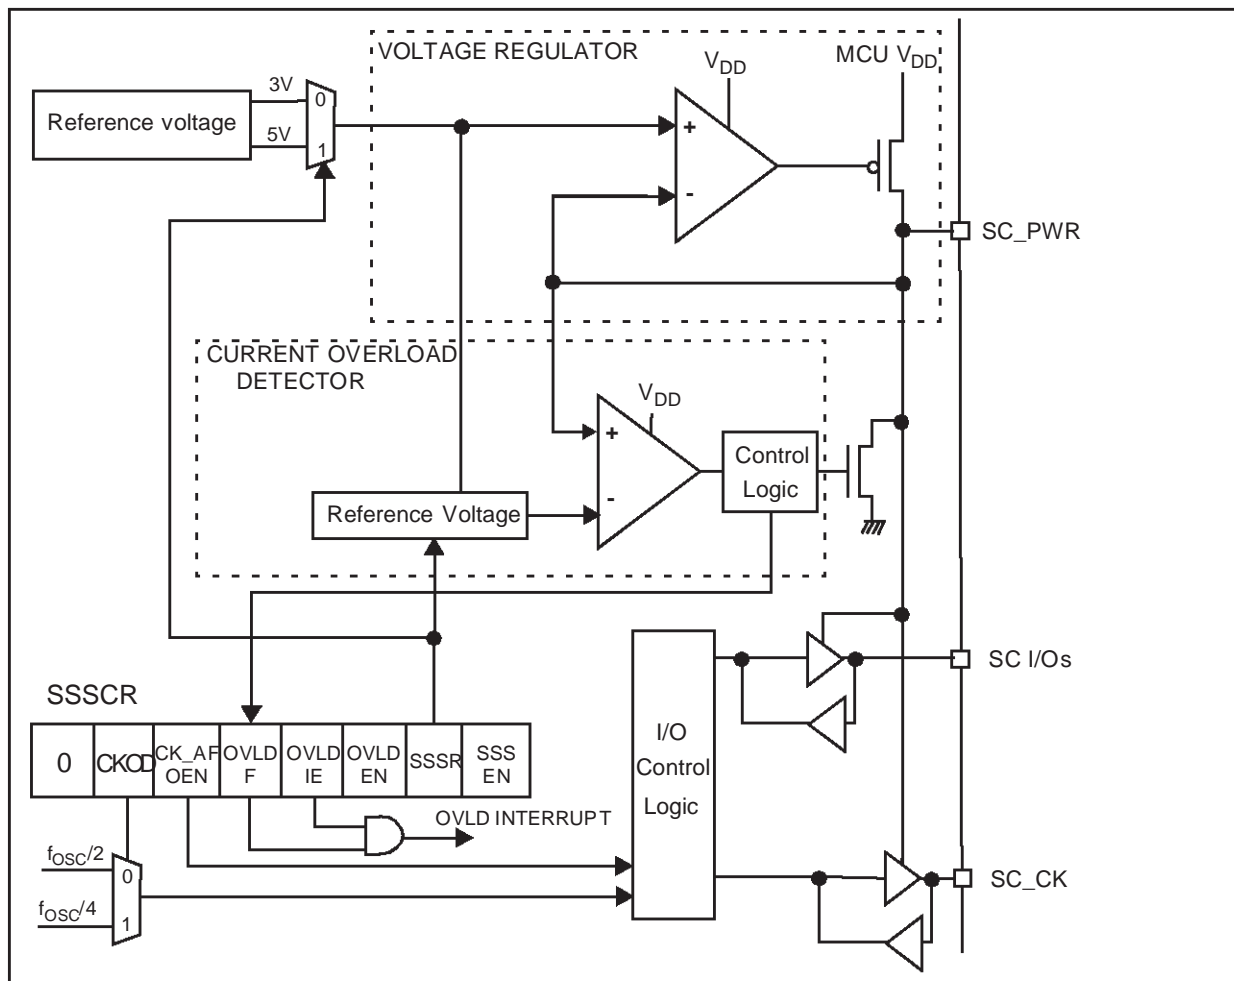 VOLTAGE REGULATOR
VDD
MCU VDD
3V
Reference voltage
0
5V
1
+
-
SC_PWR
CURRENT OVERLOAD
DETECTOR
VDD
+
Control
Logic
-
Reference Voltage
SC I/Os
SSSCR
I/O
Control
Logic
0
CKOD
CK_AF
OEN
OVLD
F
OVLD
IE
OVLD
EN
SSSR
SSS
EN
OVLD INTERRUPT
fOSC/2
0
fOSC/4
1
SC_CK